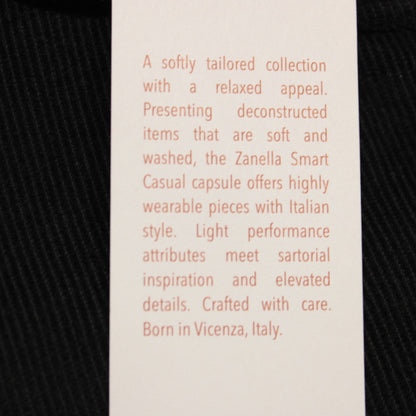 A softly tailored collection
with a relaxed appeal.
Presenting deconstructed
items that are soft and
washed, the Zanella Smart
Casual capsule offers highly
wearable pieces with Italian
style. Light performance
attributes meet sartorial
inspiration and elevated
details. Crafted with care.
Born in Vicenza, Italy.